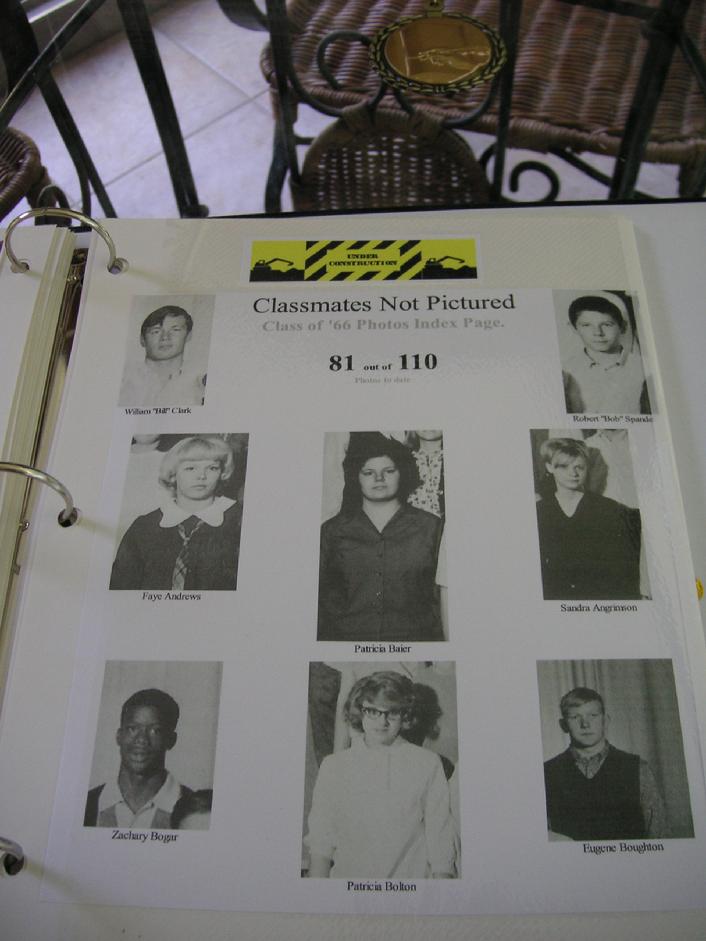 UNDER
CONSTRUCTION
Classmates Not Pictured
Class of '66 Photos Index Page.
81 out of 110
Photos to date
William "Bill" Clark
Robert "Bob" Spande
Faye Andrews
Patricia Baier
Sandra Angrimson
Zachary Bogar
Patricia Bolton
Eugene Boughton